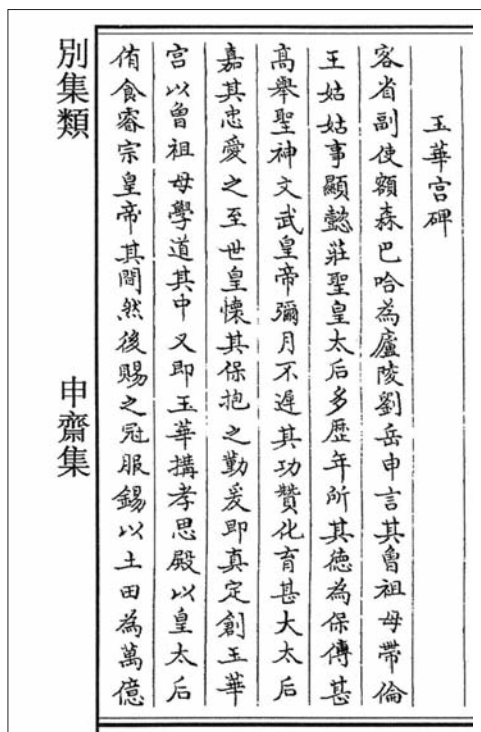 玉華宫碑
客省副使額森巴哈為廬陵劉岳申言其曾祖母帶倫
王姑姑事顯懿莊聖皇太后多歴年所其徳為保傅甚
髙舉聖神文武皇帝彌月不遲其功贊化育甚大太后
嘉其忠愛之至世皇懷其保抱之勤爰即真定創玉華
宫以曾祖母學道其中又即玉華搆孝思殿以皇太后
侑食睿宗皇帝其間然後賜之冠服錫以土田為萬億
別集類
申齋集